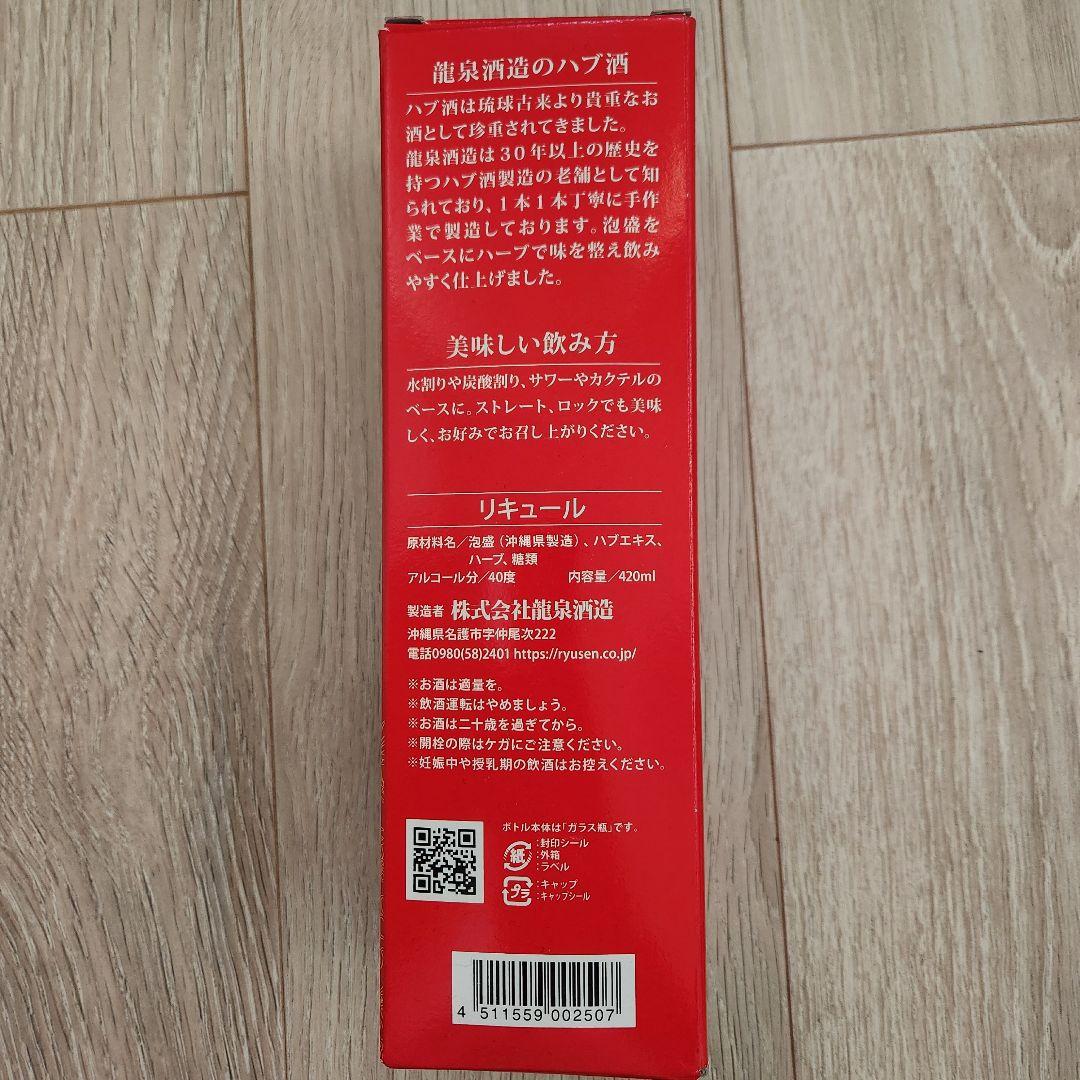 龍泉酒造のハブ酒
ハブ酒は琉球古来より貴重なお
酒として珍重されてきました。
龍泉酒造は30年以上の歴史を
持つハブ酒製造の老舗として知
られており、1本1本丁寧に手作
業で製造しております。泡盛を
ベースにハーブで味を整え飲み
やすく仕上げました。
美味しい飲み方
水割りや炭酸割り、サワーやカクテルの
ベースに。ストレート、ロックでも美味
しく、お好みでお召し上がりください。
リキュール
原材料名／泡盛（沖縄県製造）、ハブエキス、
ハーブ、糖類
アルコール分／40度 内容量／420ml
製造者 株式会社龍泉酒造
沖縄県名護市字仲尾次222
電話0980(58)2401 https://ryusen.co.jp/
※お酒は適量を。
※飲酒運転はやめましょう。
※お酒は二十歳を過ぎてから。
※開栓の際はケガにご注意ください。
※妊娠中や授乳期の飲酒はお控えください。
ボトル本体は「ガラス瓶」です。
紙 :封印シール
:外箱
:ラベル
プラ :キャップ
:キャップシール
4 511559 002507